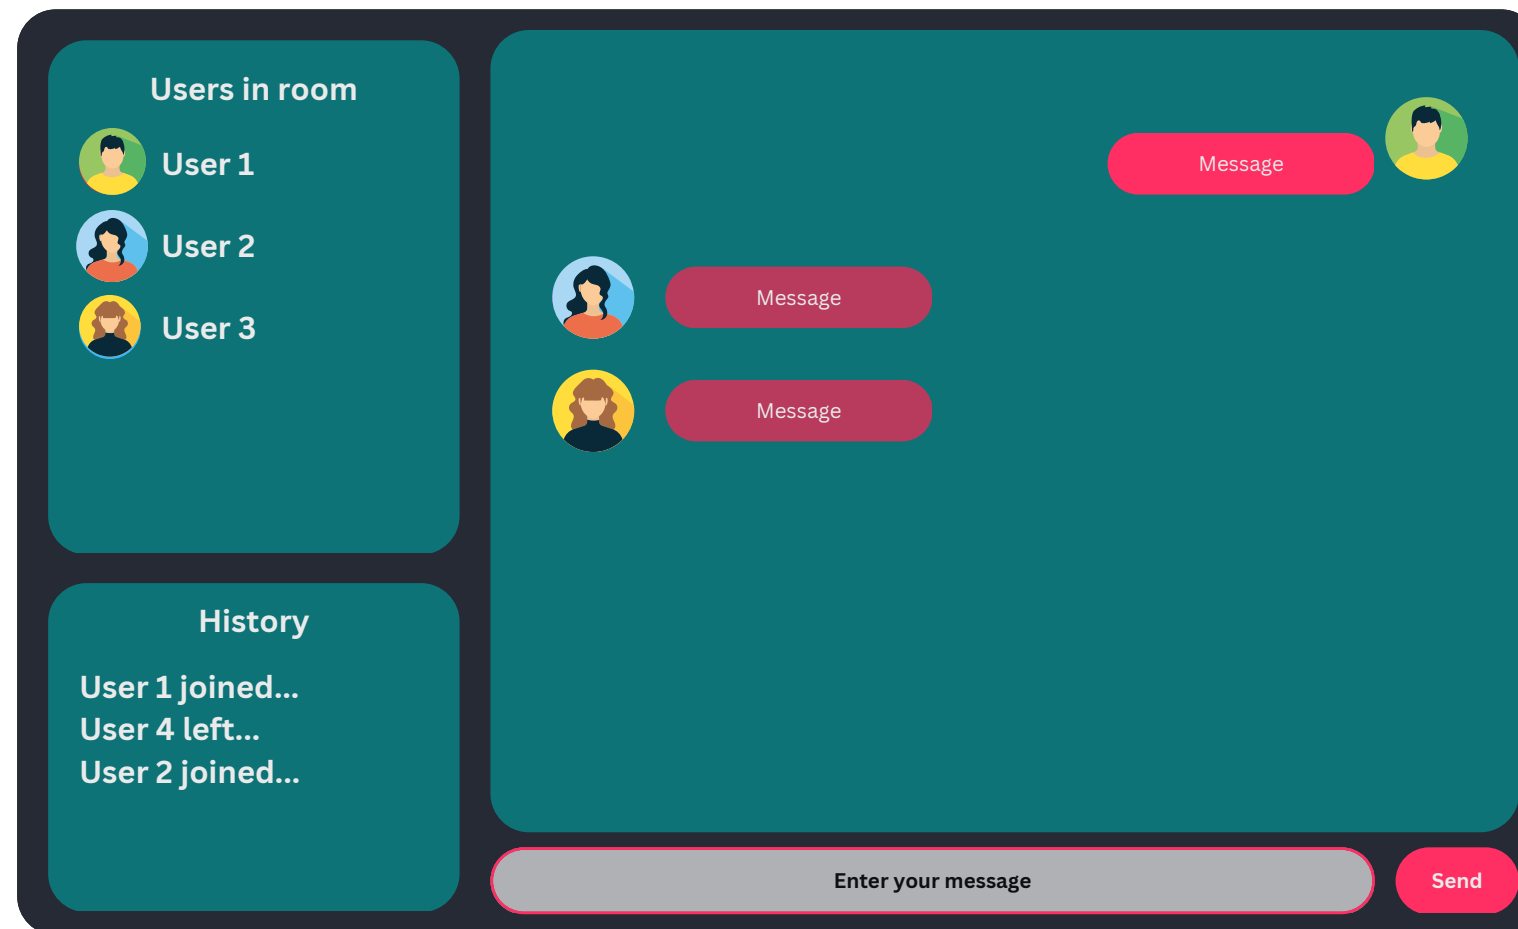 Users in room
User 1
User 2
User 3
History
User 1 joined...
User 4 left...
User 2 joined...
Message
Message
Message
Enter your message
Send